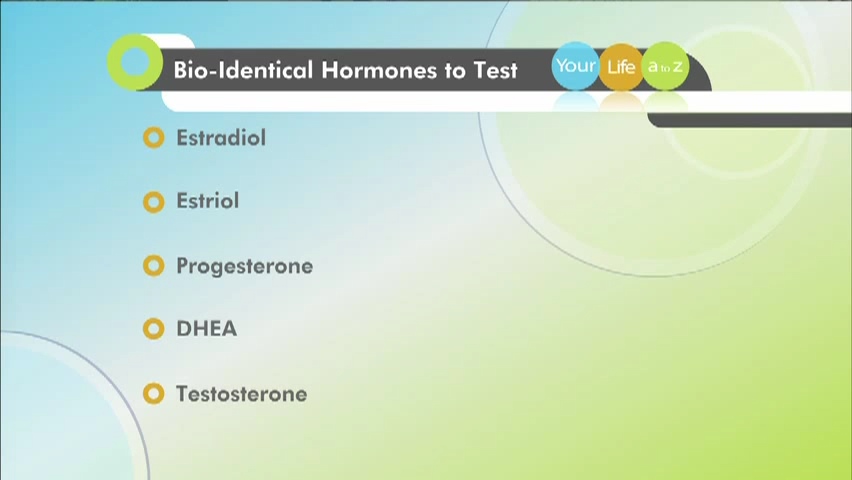 Bio-Identical Hormones to Test
Your Life a to z
Estradiol
Estriol
Progesterone
DHEA
Testosterone